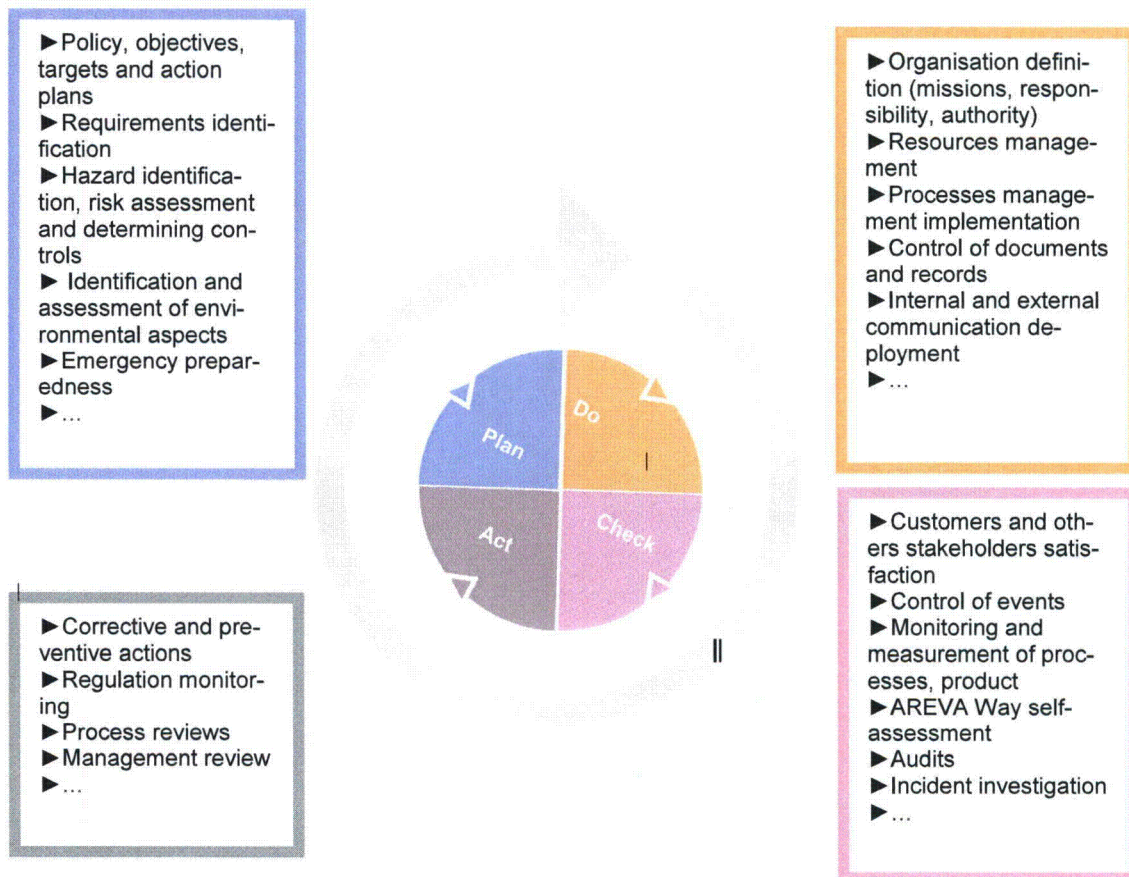 ►Policy, objectives,
targets and action
plans
►Requirements identi-
fication
►Hazard identifica-
tion, risk assessment
and determining con-
trols
► Identification and
assessment of envi-
ronmental aspects
►Emergency prepar-
edness
►…
►Organisation defini-
tion (missions, respon-
sibility, authority)
►Resources manage-
ment
►Processes manage-
ment implementation
►Control of documents
and records
►Internal and external
communication de-
ployment
►…
Plan
Do
Act
Check
►Corrective and pre-
ventive actions
►Regulation monitor-
ing
►Process reviews
►Management review
►…
►Customers and oth-
ers stakeholders satis-
faction
►Control of events
►Monitoring and
measurement of proc-
esses, product
►AREVA Way self-
assessment
►Audits
►Incident investigation
►…